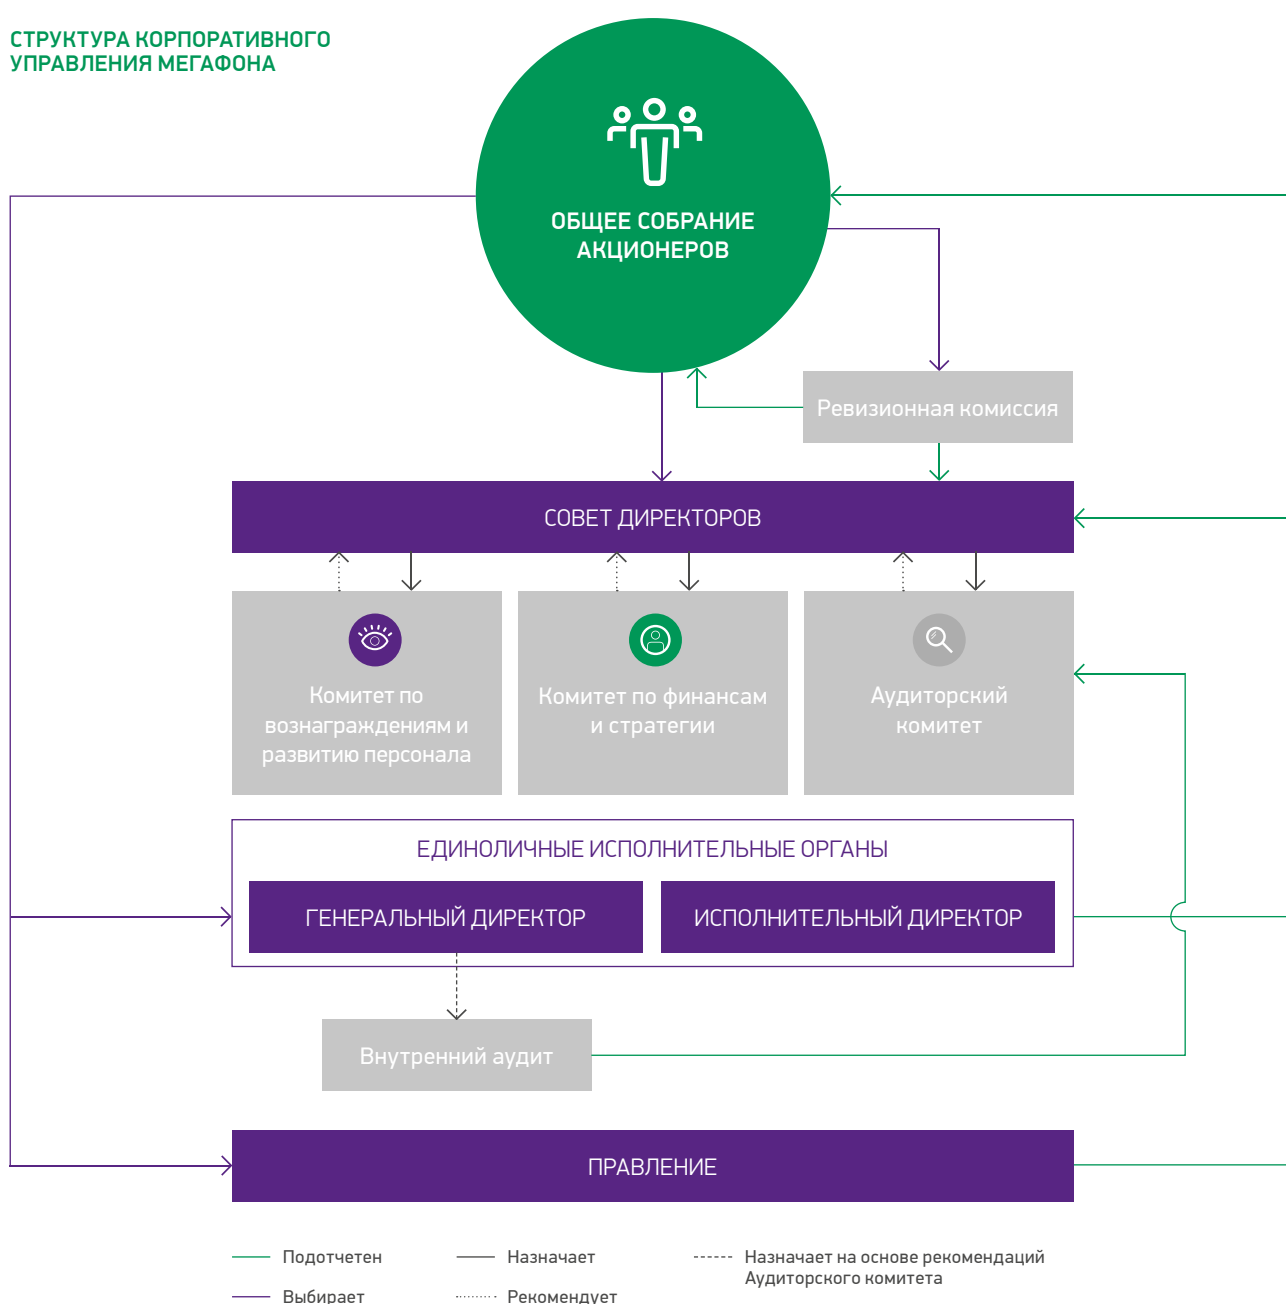 СТРУКТУРА КОРПОРАТИВНОГО
УПРАВЛЕНИЯ МЕГАФОНА
ОБЩЕЕ СОБРАНИЕ
АКЦИОНЕРОВ
Ревизионная комиссия
СОВЕТ ДИРЕКТОРОВ
Комитет по
вознаграждениям и
развитию персонала
Комитет по финансам
и стратегии
Аудиторский
комитет
ЕДИНОЛИЧНЫЕ ИСПОЛНИТЕЛЬНЫЕ ОРГАНЫ
ГЕНЕРАЛЬНЫЙ ДИРЕКТОР
ИСПОЛНИТЕЛЬНЫЙ ДИРЕКТОР
Внутренний аудит
ПРАВЛЕНИЕ
Подотчетен
Выбирает
Назначает
Рекомендует
Назначает на основе рекомендаций
Аудиторского комитета